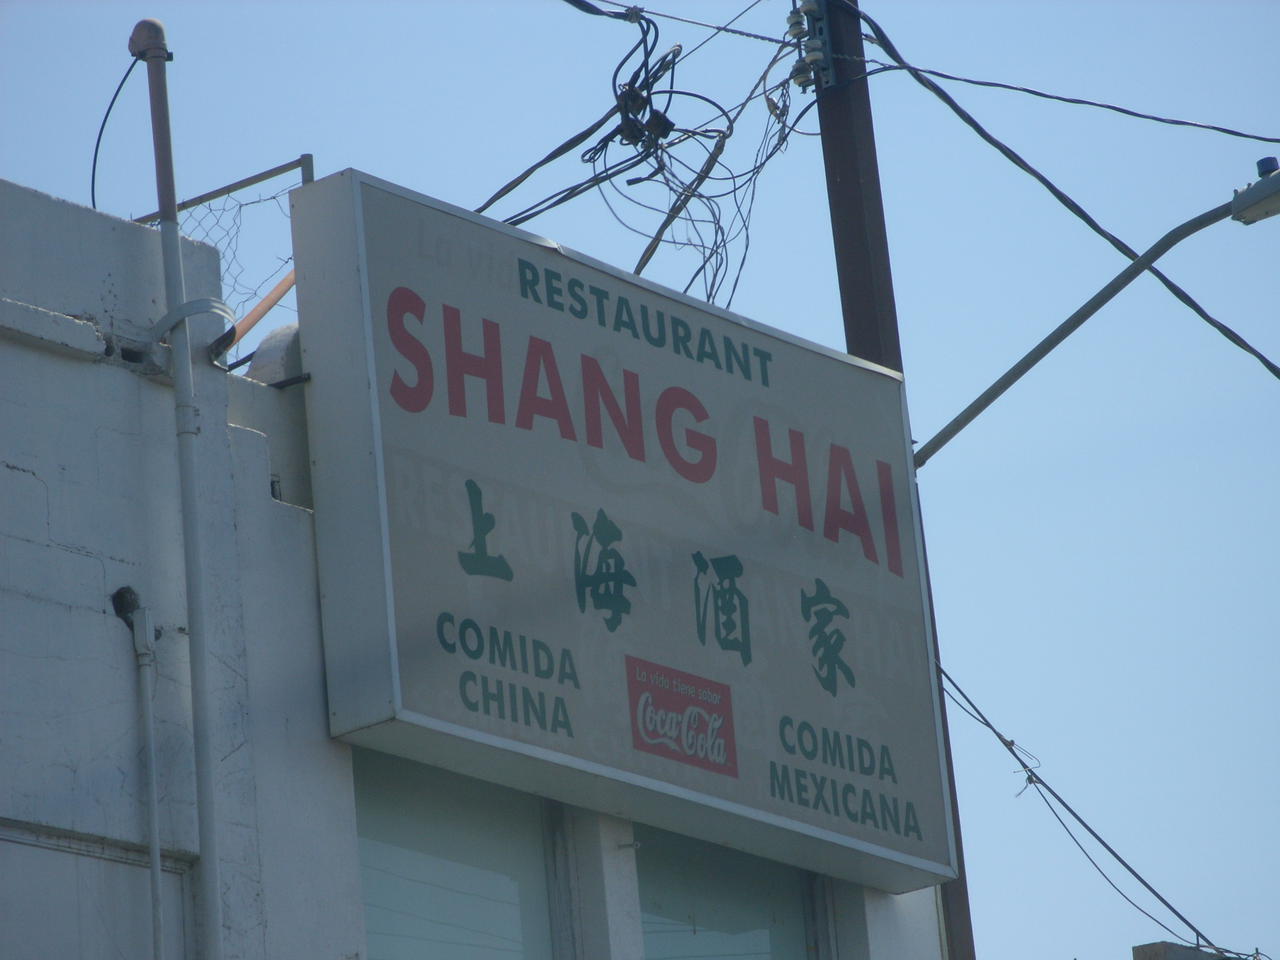 RESTAURANT
SHANG HAI
上海酒家
COMIDA
CHINA
La vida tiene sabor
Coca-Cola
COMIDA
MEXICANA